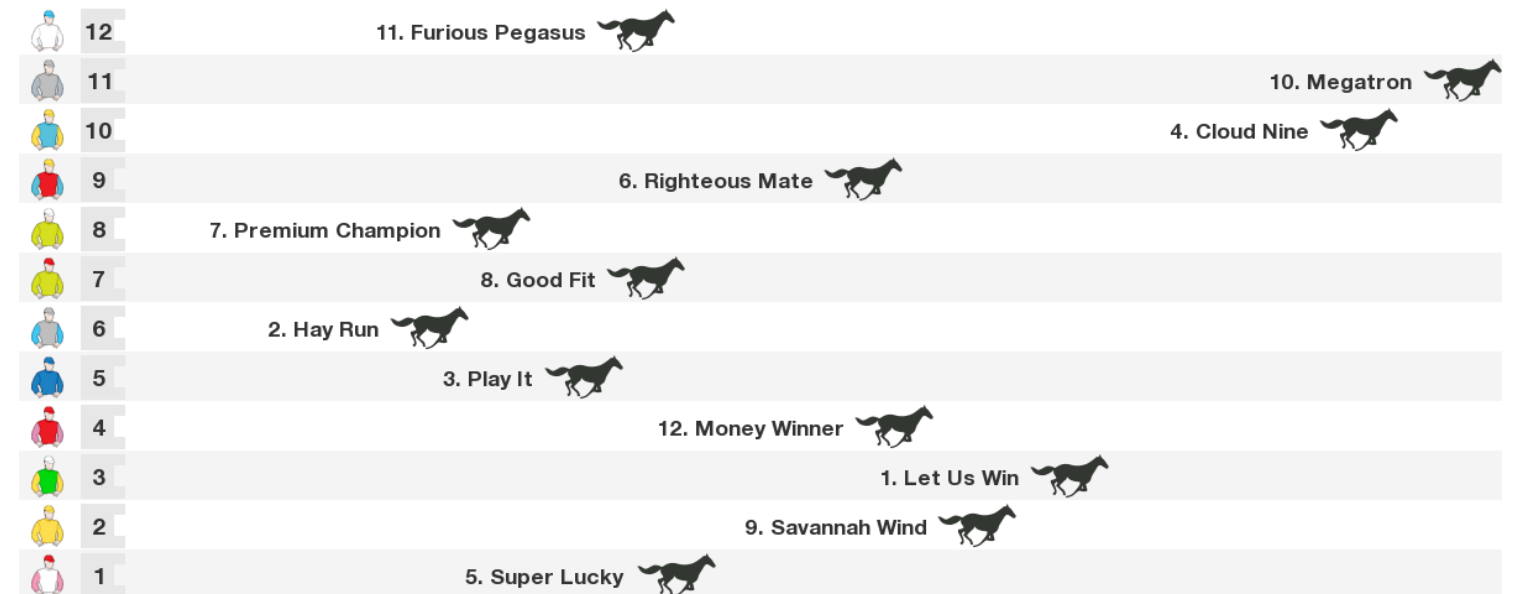 12 11. Furious Pegasus
11 10. Megatron
10 4. Cloud Nine
9 6. Righteous Mate
8 7. Premium Champion
7 8. Good Fit
6 2. Hay Run
5 3. Play It
4 12. Money Winner
3 1. Let Us Win
2 9. Savannah Wind
1 5. Super Lucky